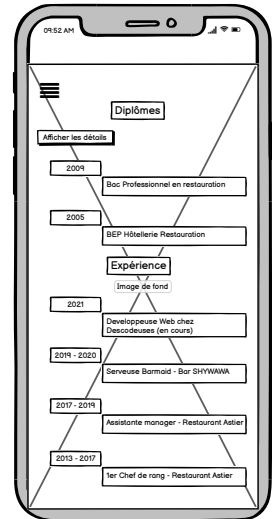 09:52 AM
Diplômes
Afficher les détails
2009
Bac Professionnel en restauration
2005
BEP Hôtellerie Restauration
Expérience
Image de fond
2021
Developpeuse Web chez
Descodeuses (en cours)
2019 - 2020
Serveuse Barmaid - Bar SHYWAWA
2017 - 2019
Assistante manager - Restaurant Astier
2013 - 2017
1er Chef de rang - Restaurant Astier